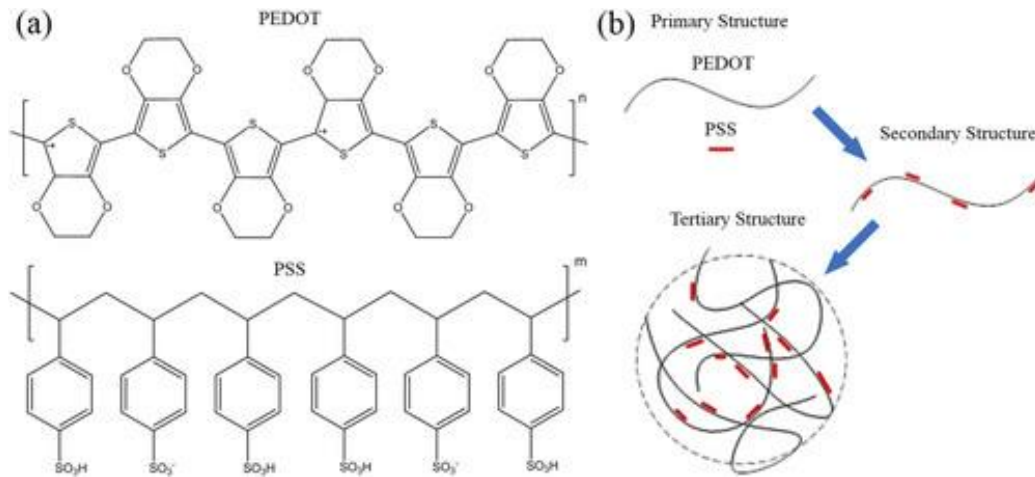 (a)
PEDOT
O O O O O O
S S S
n
S S S
O O O O O O
PSS
m
SO₃H SO₃⁻ SO₃H SO₃H SO₃⁻ SO₃H
(b)
Primary Structure
PEDOT
PSS
Secondary Structure
Tertiary Structure